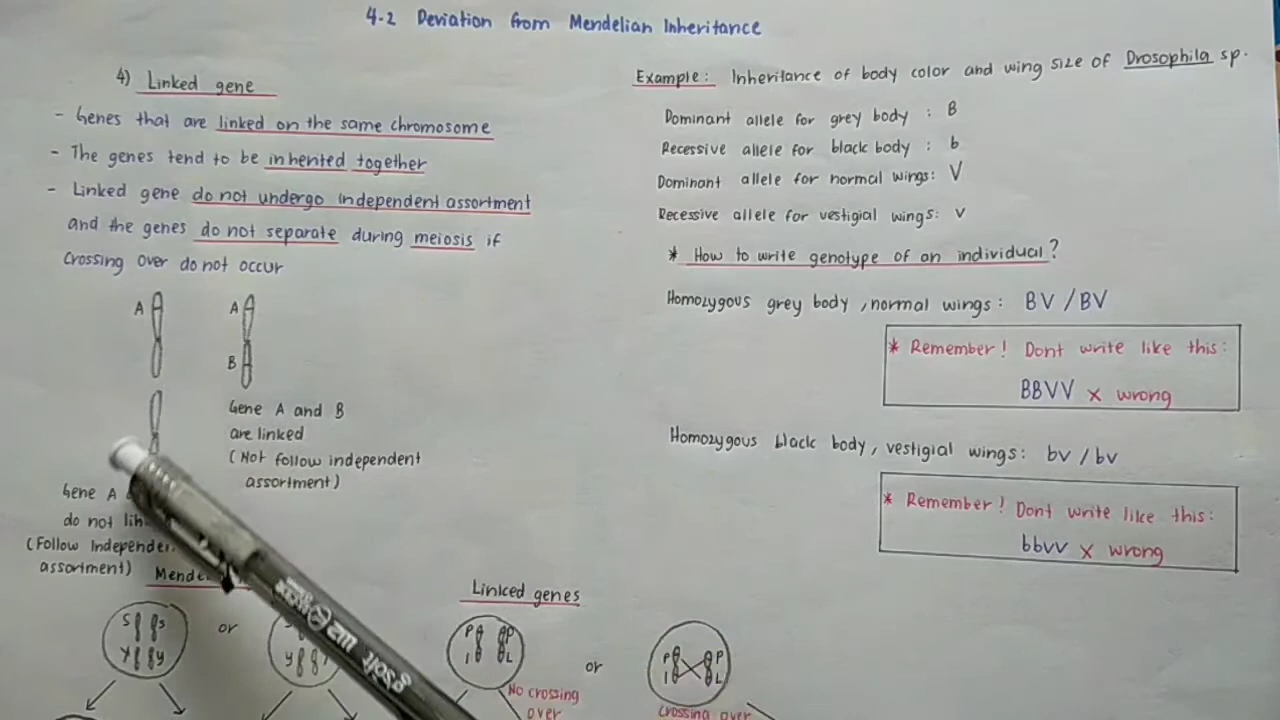 4.2 Deviation from Mendelian Inheritance
4) Linked gene
- Genes that are linked on the same chromosome
- The genes tend to be inherited together
- Linked gene do not undergo independent assortment
and the genes do not separate during meiosis if
crossing over do not occur
A
A
B
Gene A and B
are linked
(Not follow independent
assortment)
Gene A
do not
(Follow
assortment)
Example: Inheritance of body color and wing size of Drosophila sp.
Dominant allele for grey body : B
Recessive allele for black body : b
Dominant allele for normal wings: V
Recessive allele for vestigial wings: v
* How to write genotype of an individual?
Homozygous grey body, normal wings: BV / BV
* Remember! Dont write like this:
BBVV x wrong
Homozygous black body, vestigial wings: bv / bv
* Remember! Dont write like this:
bbvv x wrong
Linked genes
S s
Y y
or
y
P P
l L
No crossing
over
or
P P
l L
Crossing over